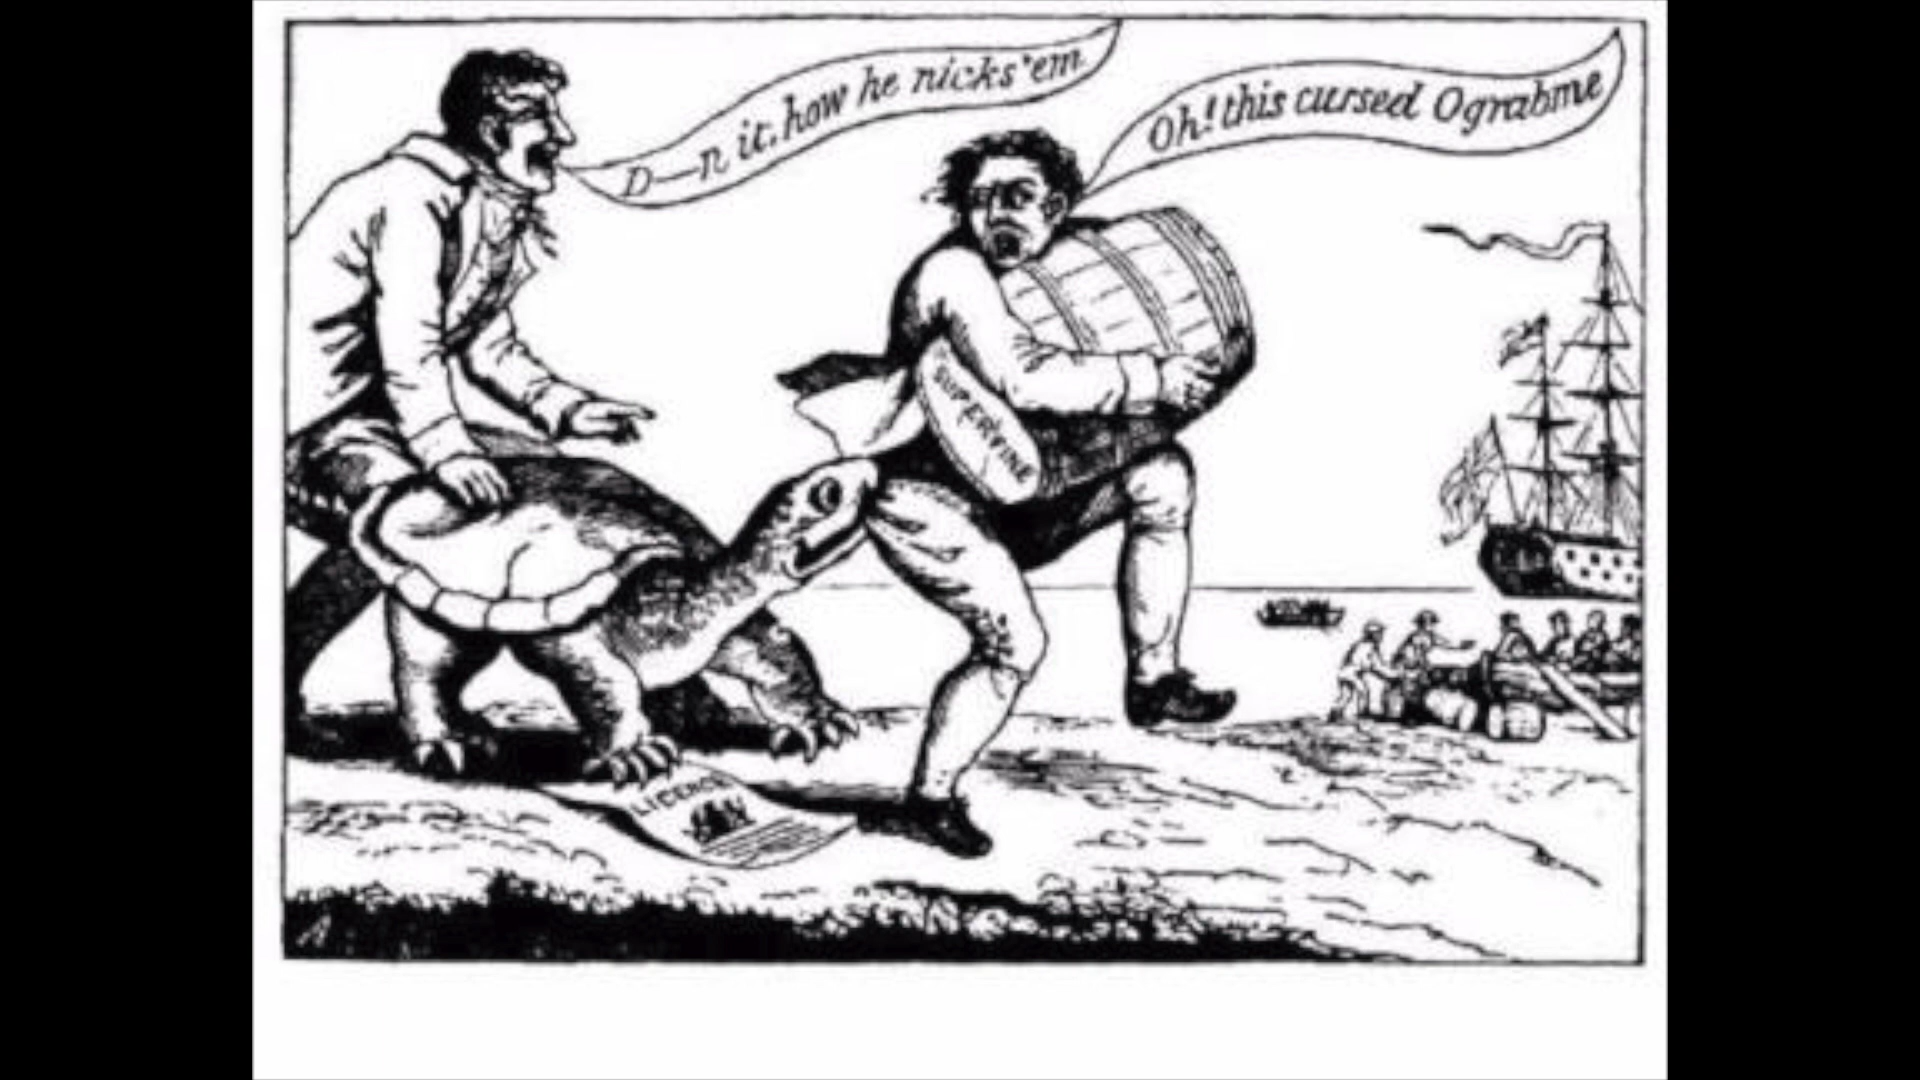 D—n it, how he nicks 'em
Oh! this cursed Ograbme
SUPERFINE
LICENCE